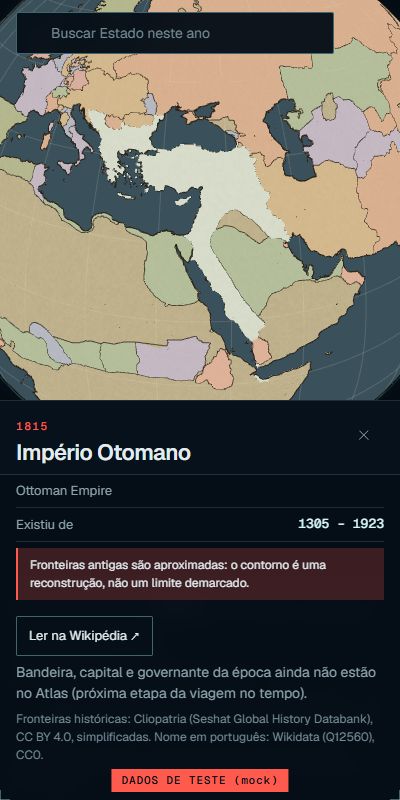 Buscar Estado neste ano
1815
Império Otomano
Ottoman Empire
Existiu de
1305 – 1923
Fronteiras antigas são aproximadas: o contorno é uma
reconstrução, não um limite demarcado.
Ler na Wikipédia ↗
Bandeira, capital e governante da época ainda não estão
no Atlas (próxima etapa da viagem no tempo).
Fronteiras históricas: Cliopatria (Seshat Global History Databank),
CC BY 4.0, simplificadas. Nome em português: Wikidata (Q12560),
CC0.
DADOS DE TESTE (mock)